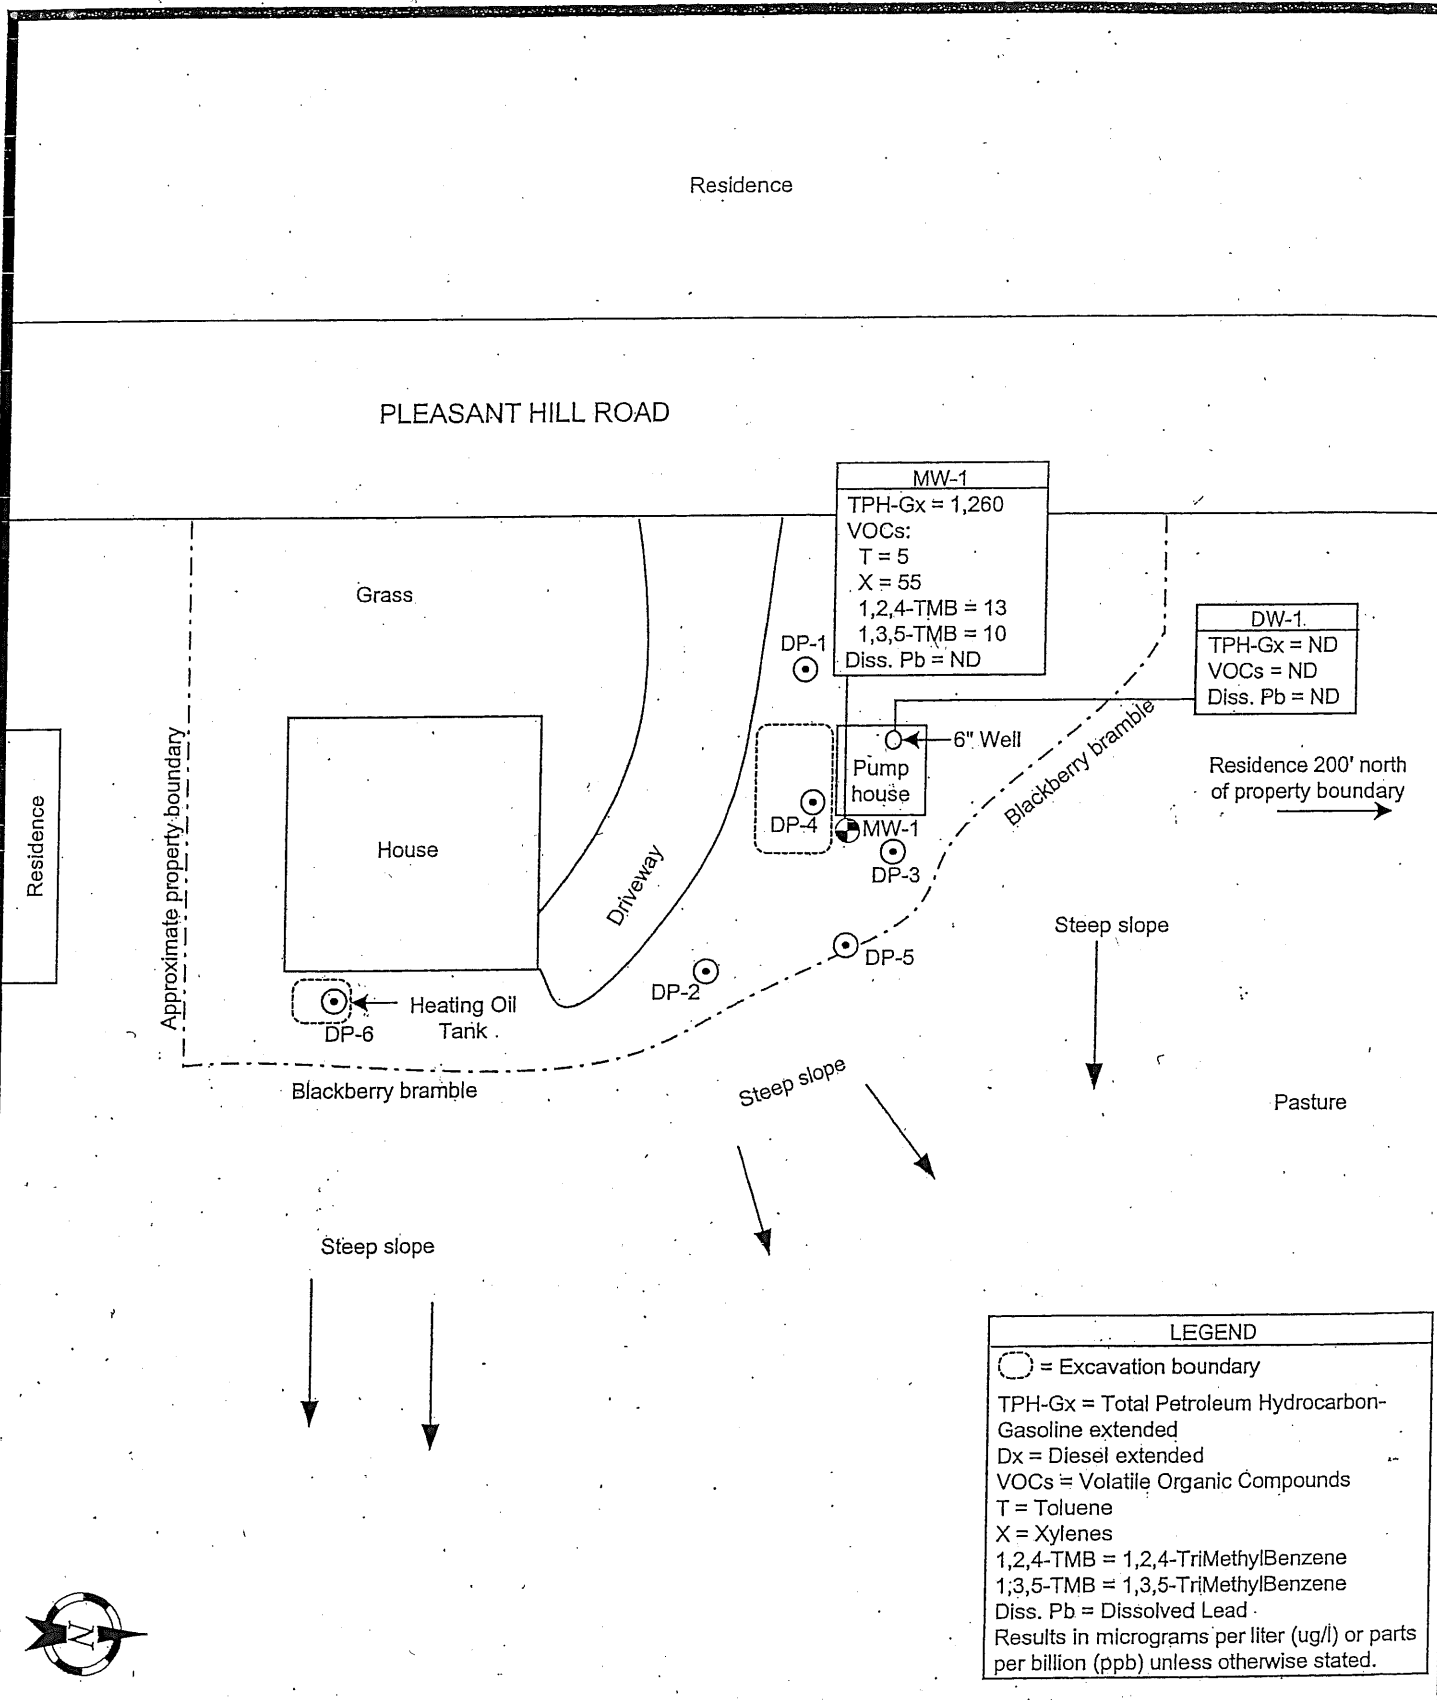 Residence
PLEASANT HILL ROAD
MW-1
TPH-Gx = 1,260
VOCs:
T = 5
X = 55
1,2,4-TMB = 13
1,3,5-TMB = 10
Diss. Pb = ND
Grass
DP-1
DW-1
TPH-Gx = ND
VOCs = ND
Diss. Pb = ND
6" Well
Pump
house
Blackberry bramble
Residence 200' north
of property boundary
Approximate property boundary
Residence
House
Driveway
DP-4
MW-1
DP-3
Steep slope
DP-5
DP-2
Heating Oil
Tank
DP-6
Blackberry bramble
Steep slope
Pasture
Steep slope
LEGEND
= Excavation boundary
TPH-Gx = Total Petroleum Hydrocarbon-
Gasoline extended
Dx = Diesel extended
VOCs = Volatile Organic Compounds
T = Toluene
X = Xylenes
1,2,4-TMB = 1,2,4-TriMethylBenzene
1,3,5-TMB = 1,3,5-TriMethylBenzene
Diss. Pb = Dissolved Lead
Results in micrograms per liter (ug/l) or parts
per billion (ppb) unless otherwise stated.
N